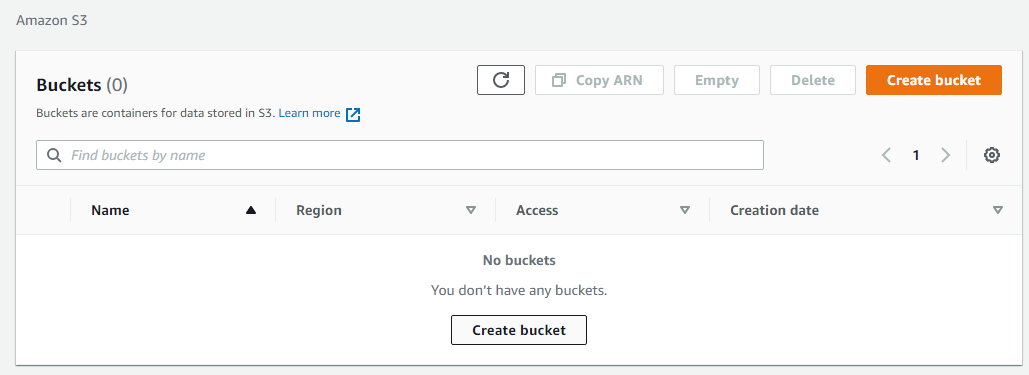 Amazon S3
Buckets (0)
Copy ARN
Empty
Delete
Create bucket
Buckets are containers for data stored in S3. Learn more
Find buckets by name
1
Name Region Access Creation date
No buckets
You don’t have any buckets.
Create bucket